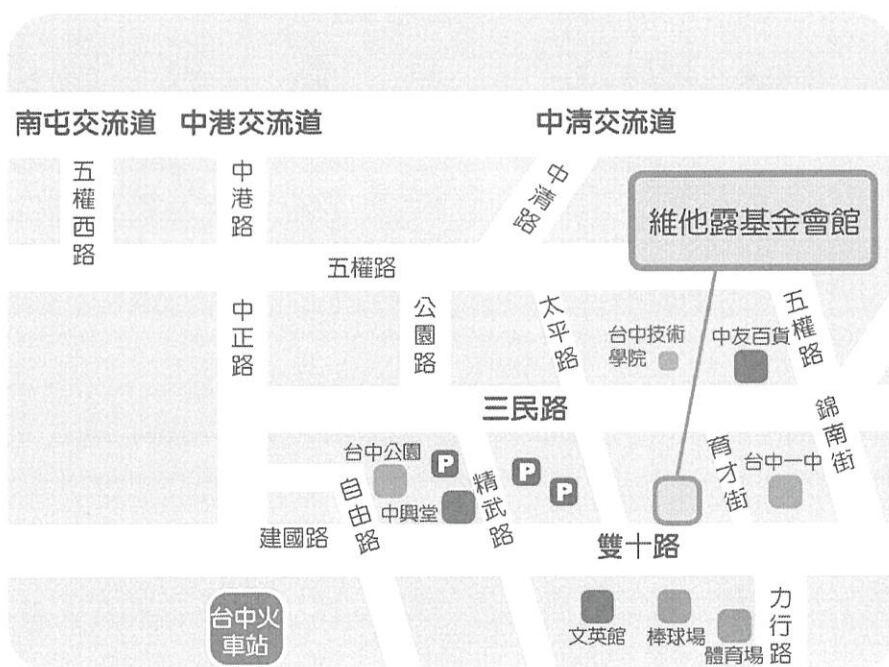 南屯交流道 中港交流道 中清交流道
五權西路
中港路
中清路
維他露基金會館
五權路
中正路
公園路
太平路
台中技術
學院
中友百貨
五權路
三民路
錦南街
台中公園
P
P
P
自由路
中興堂
精武路
育才街
台中一中
建國路
雙十路
台中火
車站
文英館
棒球場
體育場
力行路